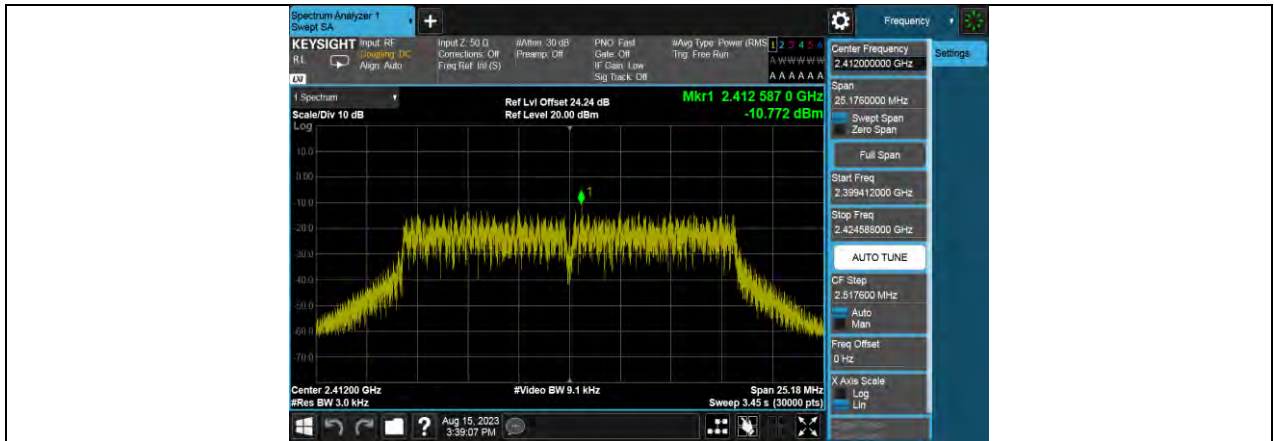 Spectrum Analyzer 1
Swept SA
+
Frequency
KEYSIGHT
Input: RF
Coupling: DC
Align: Auto
Input Z: 50 Ω
Corrections: Off
Freq Ref: Int (S)
#Atten: 30 dB
Preamp: Off
PNO: Fast
Gate: Off
IF Gain: Low
Sig Track: Off
#Avg Type: Power (RMS
Trig: Free Run
1 2 3 4 5 6
A W W W W W
A A A A A A
RL
LXI
Center Frequency
2.412000000 GHz
Settings
1 Spectrum
Scale/Div 10 dB
Ref Lvl Offset 24.24 dB
Ref Level 20.00 dBm
Mkr1 2.412 587 0 GHz
-10.772 dBm
Span
25.1760000 MHz
Swept Span
Zero Span
Full Span
Start Freq
2.399412000 GHz
Stop Freq
2.424588000 GHz
AUTO TUNE
CF Step
2.517600 MHz
Auto
Man
Freq Offset
0 Hz
X Axis Scale
Log
Lin
Log
10.0
0.00
-10.0
-20.0
-30.0
-40.0
-50.0
-60.0
-70.0
1
Center 2.41200 GHz
#Res BW 3.0 kHz
#Video BW 9.1 kHz
Span 25.18 MHz
Sweep 3.45 s (30000 pts)
?
Aug 15, 2023
3:39:07 PM